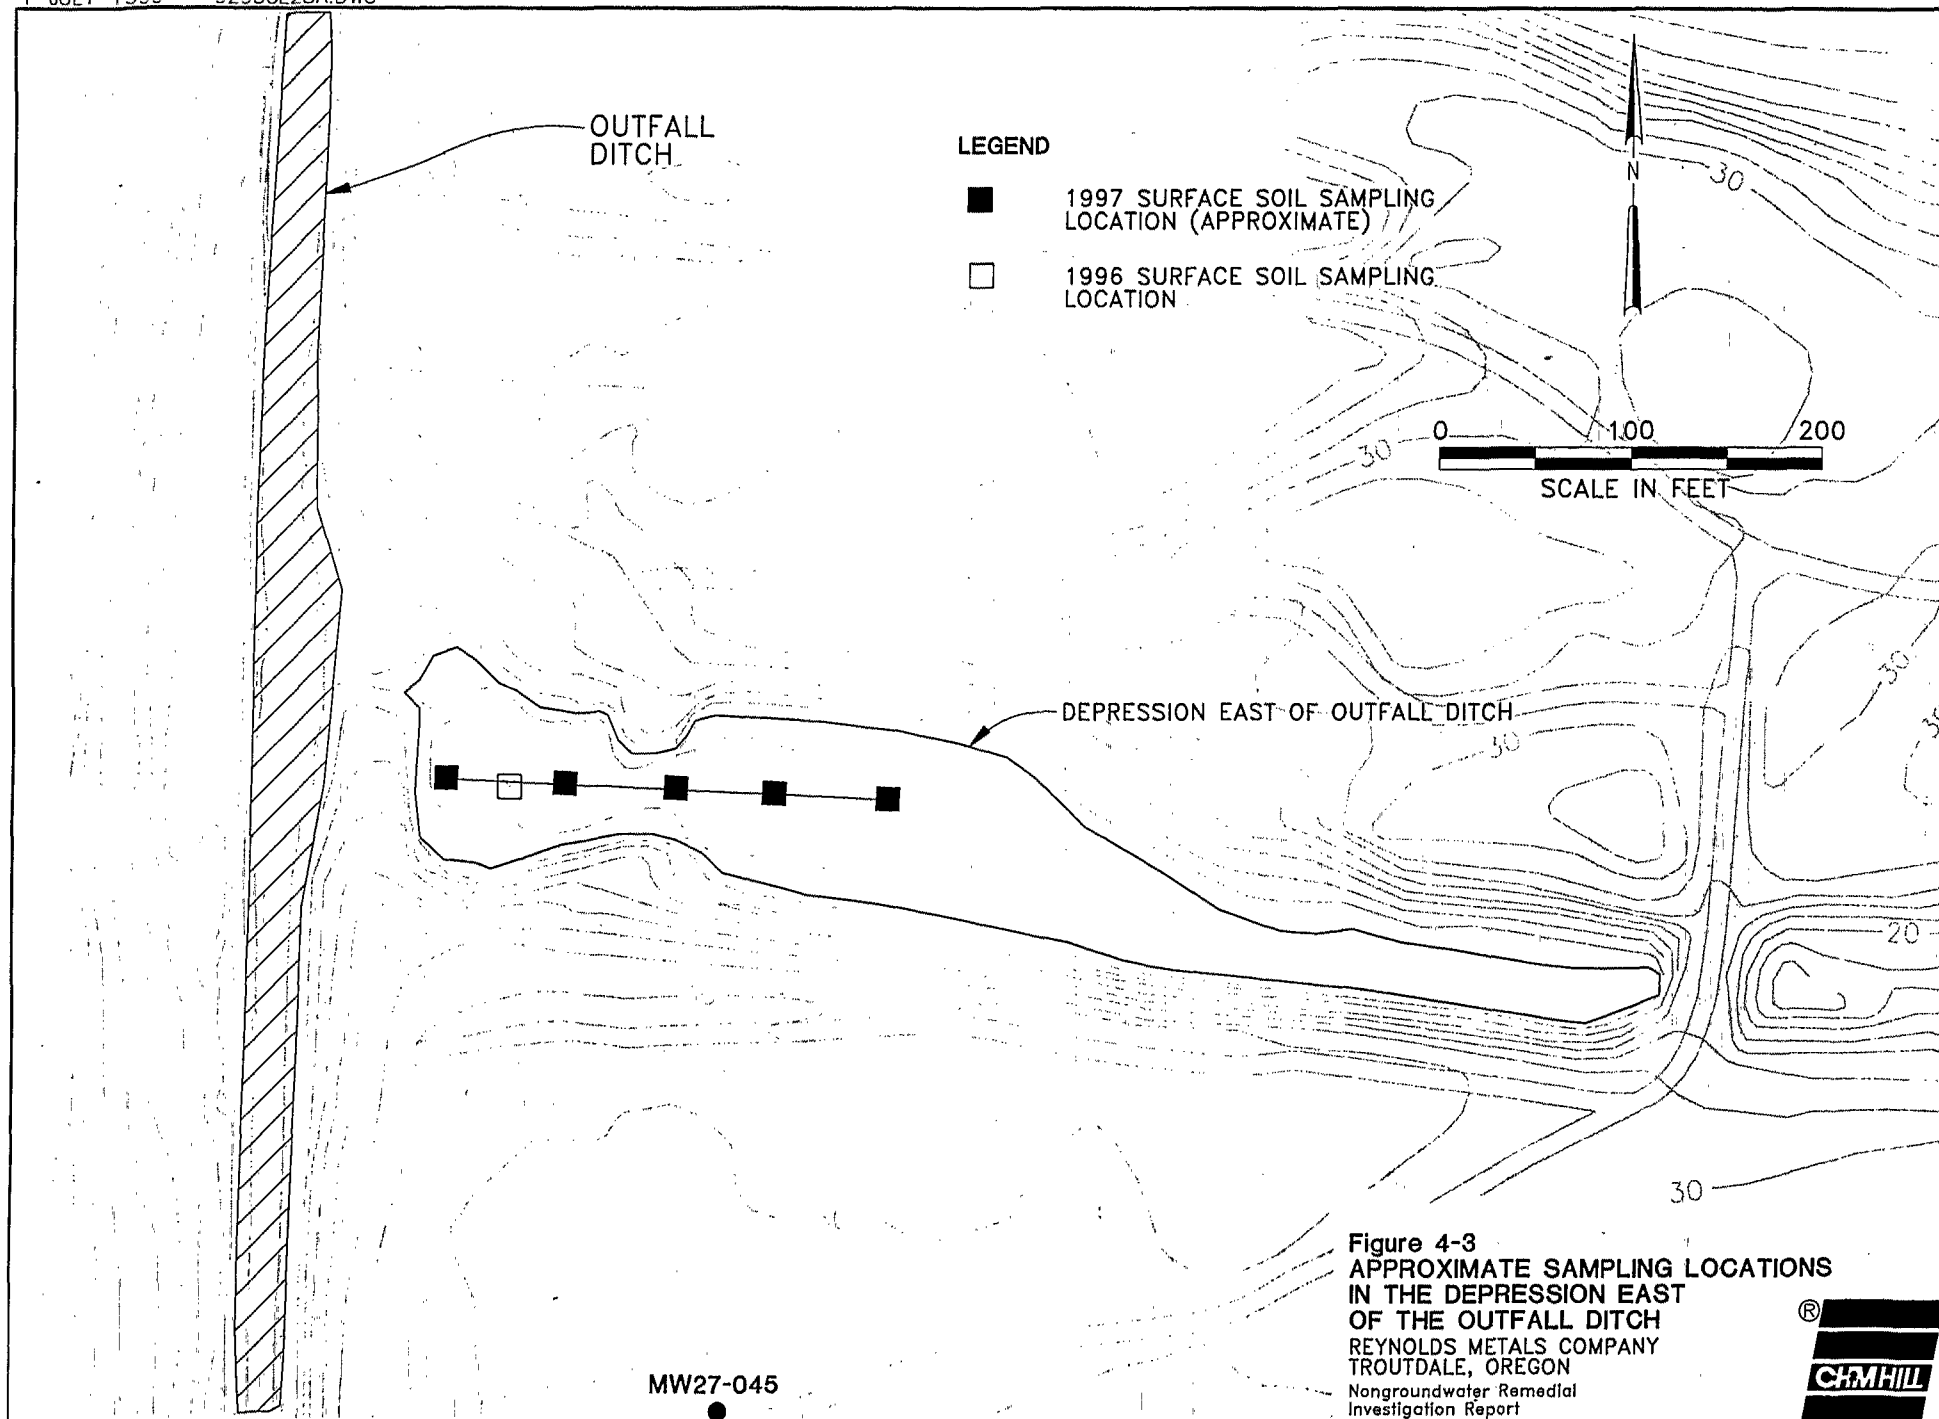 OUTFALL
DITCH
LEGEND
1997 SURFACE SOIL SAMPLING
LOCATION (APPROXIMATE)
1996 SURFACE SOIL SAMPLING
LOCATION
N
30
0 100 200
30
SCALE IN FEET
30
DEPRESSION EAST OF OUTFALL DITCH
30
20
30
Figure 4-3
APPROXIMATE SAMPLING LOCATIONS
IN THE DEPRESSION EAST
OF THE OUTFALL DITCH
REYNOLDS METALS COMPANY
TROUTDALE, OREGON
Nongroundwater Remedial
Investigation Report
®
CH2MHILL
MW27-045